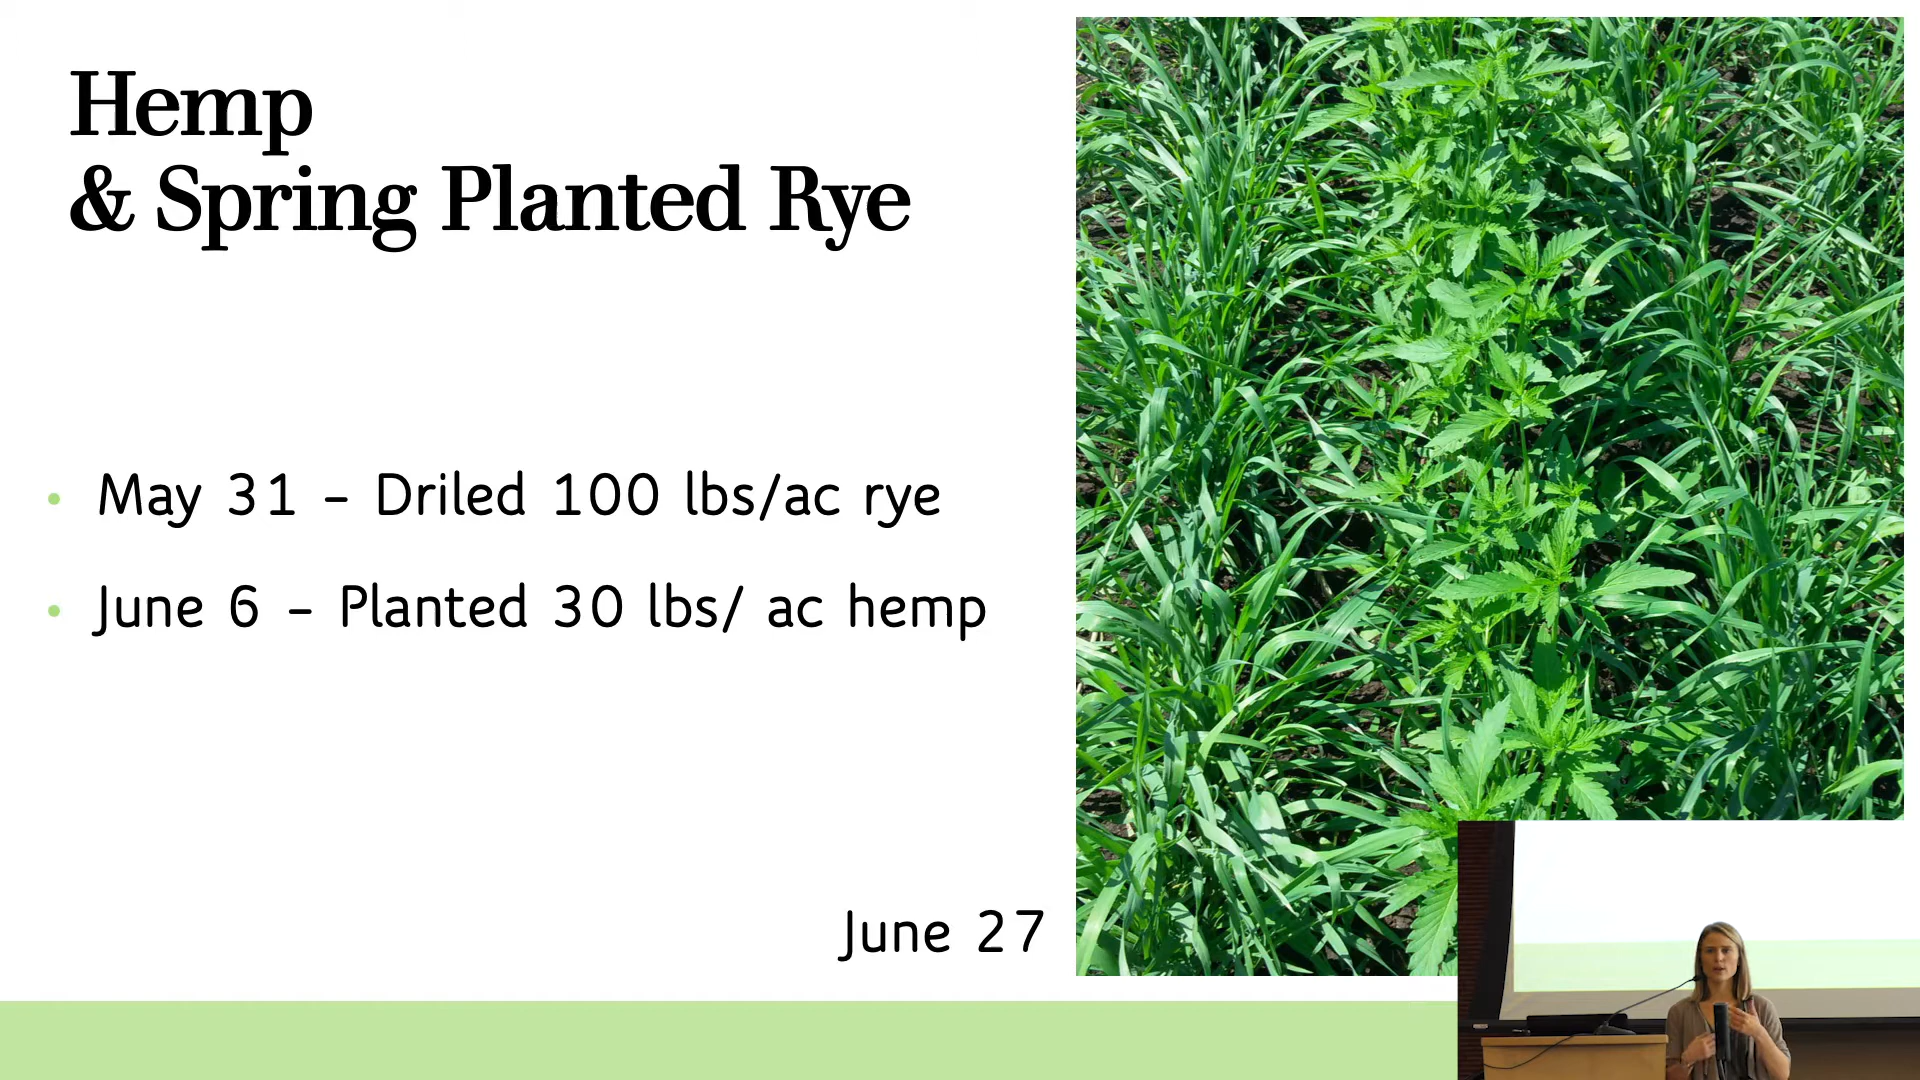 Hemp
& Spring Planted Rye
May 31 – Driled 100 lbs/ac rye
June 6 – Planted 30 lbs/ ac hemp
June 27